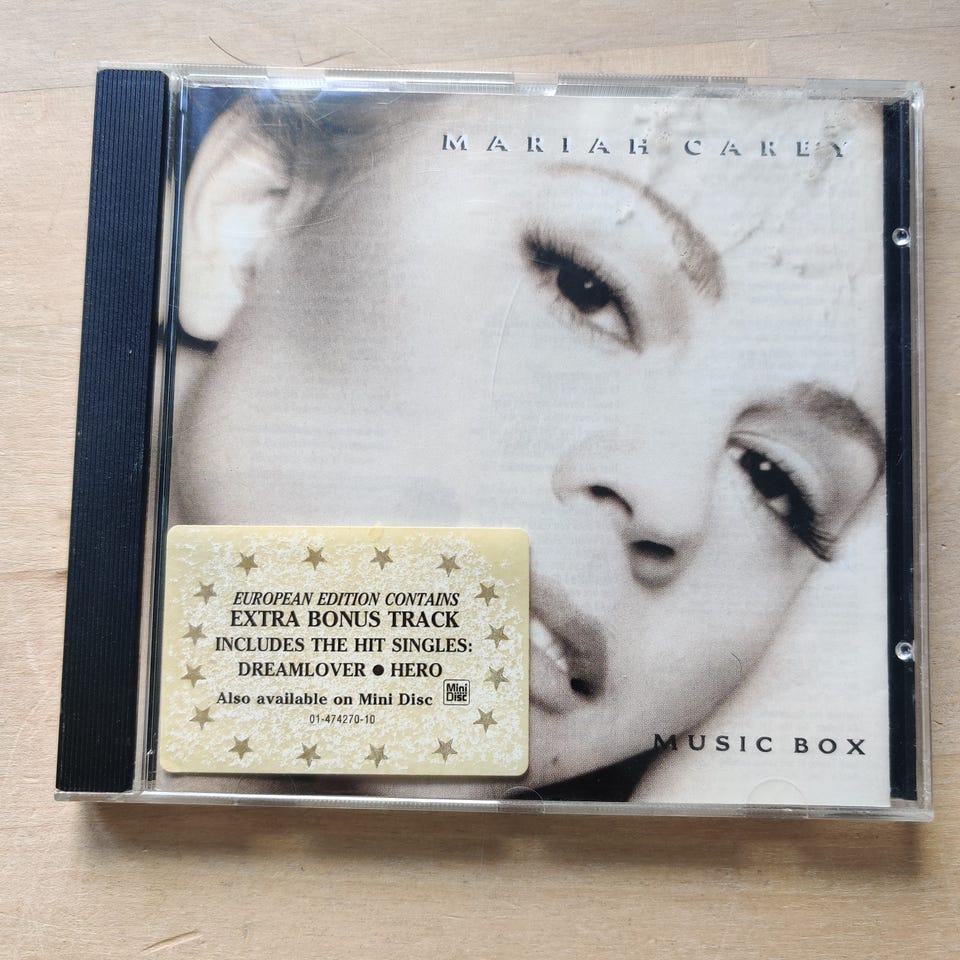 MARIAH CAREY
EUROPEAN EDITION CONTAINS
EXTRA BONUS TRACK
INCLUDES THE HIT SINGLES:
DREAMLOVER ● HERO
Also available on Mini Disc
Mini
Disc
01-474270-10
MUSIC BOX